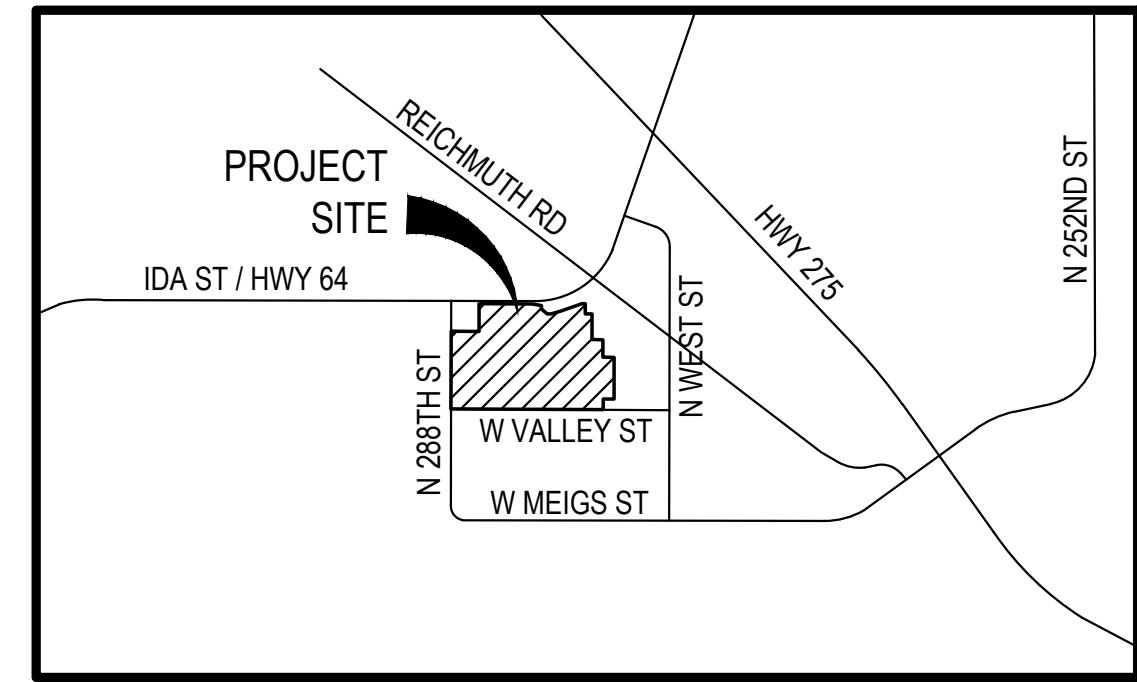 REICHMUTH RD
PROJECT
SITE
HWY 275
N 252ND ST
IDA ST / HWY 64
N WEST ST
N 288TH ST
W VALLEY ST
W MEIGS ST